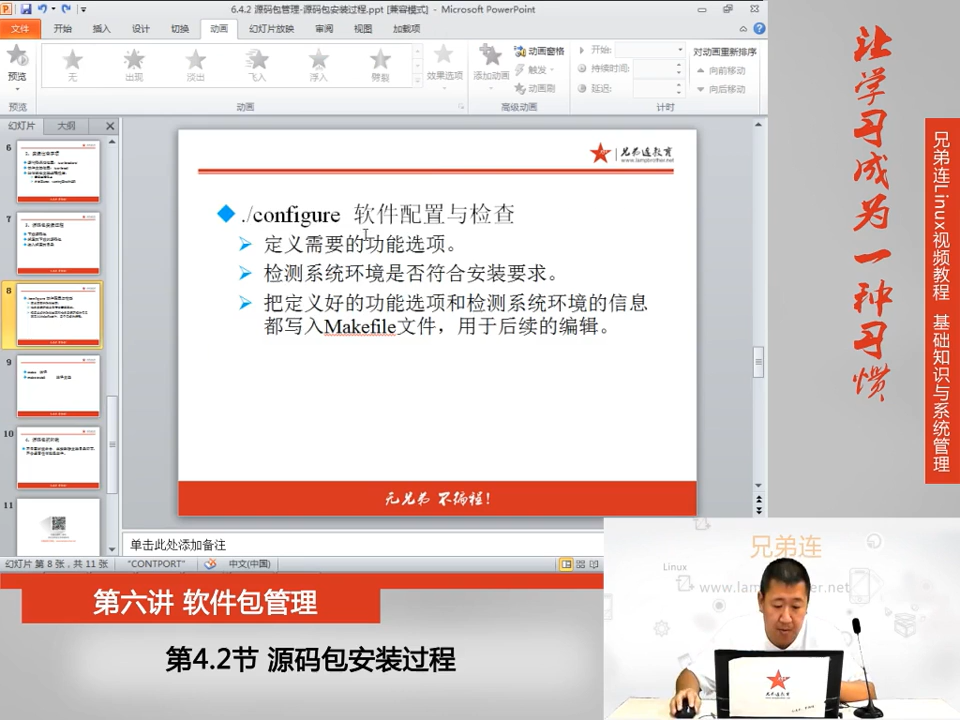 6.4.2 源码包管理-源码包安装过程.ppt [兼容模式] - Microsoft PowerPoint
文件 开始 插入 设计 切换 动画 幻灯片放映 审阅 视图 加载项
预览 无 出现 淡出 飞入 浮入 劈裂 效果选项 添加动画
动画窗格
触发
动画刷
开始:
持续时间:
延迟:
对动画重新排序
向前移动
向后移动
预览 动画 高级动画 计时
幻灯片 大纲
6
7
8
9
10
11
兄弟连教育
www.lampbrother.net
./configure 软件配置与检查
定义需要的功能选项。
检测系统环境是否符合安装要求。
把定义好的功能选项和检测系统环境的信息
都写入Makefile文件，用于后续的编辑。
无兄弟 不编程!
单击此处添加备注
幻灯片 第 8 张，共 11 张 "CONTPORT" 中文(中国)
让学习成为一种习惯
兄弟连Linux视频教程 基础知识与系统管理
第六讲 软件包管理
第4.2节 源码包安装过程
兄弟连
Linux